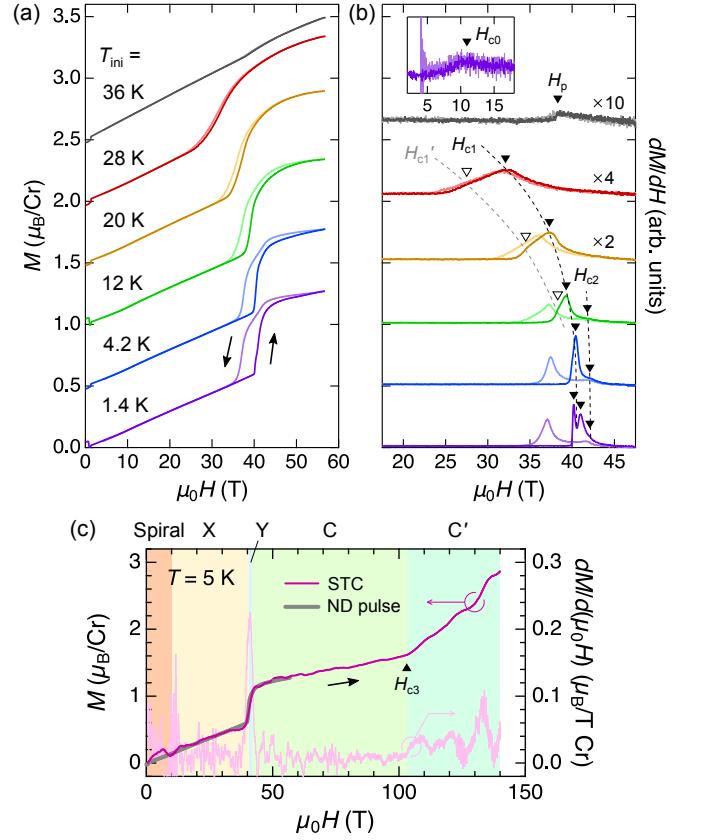 (a)
T_ini =
36 K
28 K
20 K
12 K
4.2 K
1.4 K
3.5
3.0
2.5
2.0
1.5
1.0
0.5
0.0
M (μ_B/Cr)
0 10 20 30 40 50 60
μ_0H (T)
(b)
H_c0
5 10 15
H_p
×10
H_c1′
H_c1
×4
×2
H_c2
dM/dH (arb. units)
20 25 30 35 40 45
μ_0H (T)
(c)
Spiral X Y C C′
T = 5 K
STC
ND pulse
H_c3
3
2
1
0
M (μ_B/Cr)
0.3
0.2
0.1
0.0
dM/d(μ_0H) (μ_B/T Cr)
0 50 100 150
μ_0H (T)